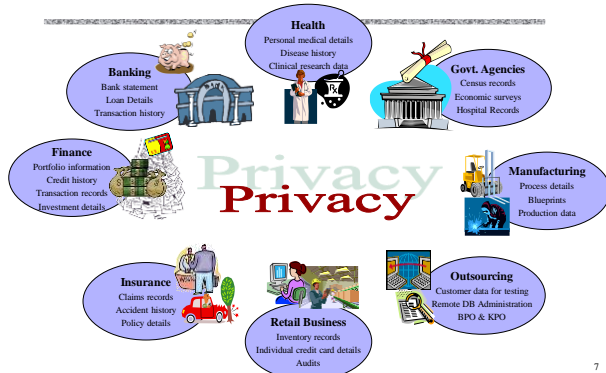 Health
Personal medical details
Disease history
Clinical research data
Banking
Bank statement
Loan Details
Transaction history
Govt. Agencies
Census records
Economic surveys
Hospital Records
Finance
Portfolio information
Credit history
Transaction records
Investment details
Privacy
Privacy
Manufacturing
Process details
Blueprints
Production data
Insurance
Claims records
Accident history
Policy details
Retail Business
Inventory records
Individual credit card details
Audits
Outsourcing
Customer data for testing
Remote DB Administration
BPO & KPO
7